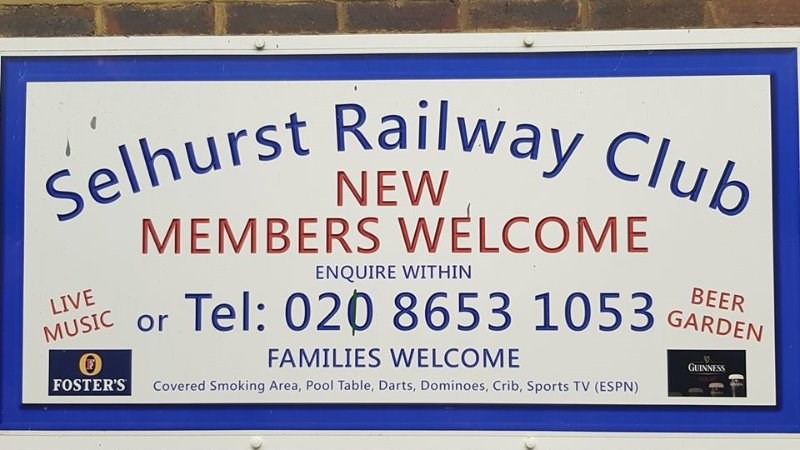 Selhurst Railway Club
NEW
MEMBERS WELCOME
ENQUIRE WITHIN
LIVE
MUSIC
or Tel: 020 8653 1053
BEER
GARDEN
FAMILIES WELCOME
FOSTER'S
GUINNESS
Covered Smoking Area, Pool Table, Darts, Dominoes, Crib, Sports TV (ESPN)